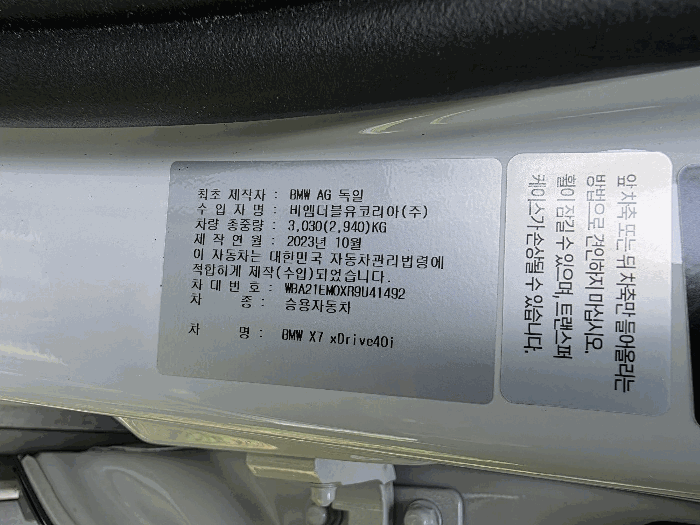 최초 제작자 : BMW AG 독일
수 입 자 명 : 비엠더블유코리아(주)
차량 총중량 : 3,030(2,940)KG
제 작 연 월 : 2023년 10월
이 자동차는 대한민국 자동차관리법령에
적합하게 제작(수입)되었습니다.
차 대 번 호 : WBA21EM0XR9U41492
차 종 : 승용자동차
차 명 : BMW X7 xDrive40i
앞 차축 또는 뒤 차축만 들어올리는
방법으로 견인하지 마십시오.
휠이 잠길 수 있으며, 트랜스퍼
케이스가 손상될 수 있습니다.